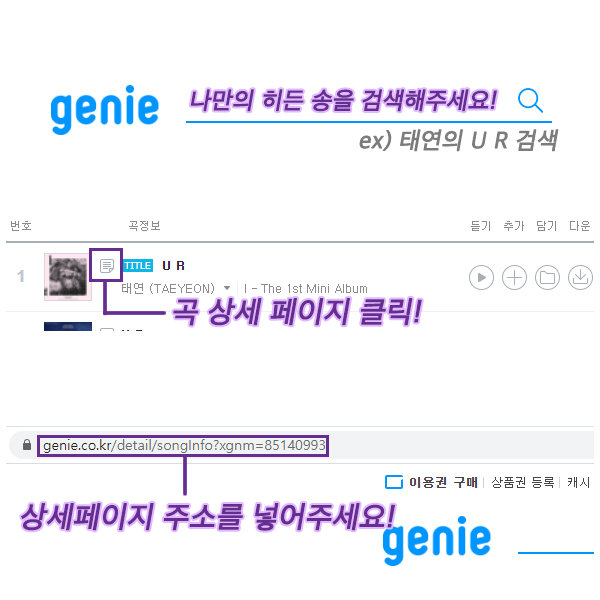 genie 나만의 히든 송을 검색해주세요!
ex) 태연의 U R 검색
번호 곡정보 듣기 추가 담기 다운
1 TITLE U R
태연 (TAEYEON) I - The 1st Mini Album
곡 상세 페이지 클릭!
genie.co.kr/detail/songInfo?xgnm=85140993
이용권 구매 상품권 등록 캐시
상세페이지 주소를 넣어주세요!
genie